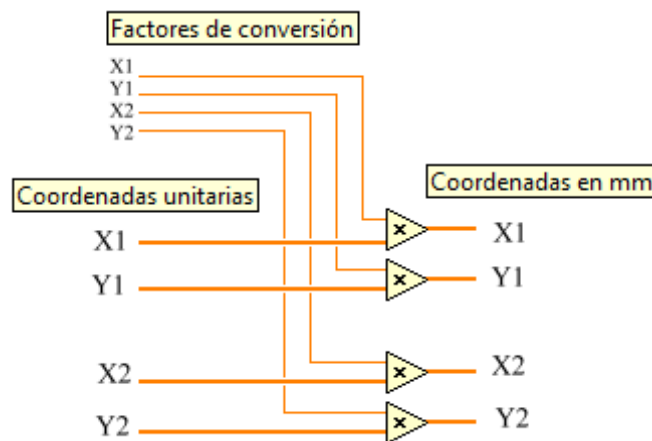 Factores de conversión
X1
Y1
X2
Y2
Coordenadas unitarias
Coordenadas en mm
X1
X1
Y1
Y1
X2
X2
Y2
Y2
x
x
x
x